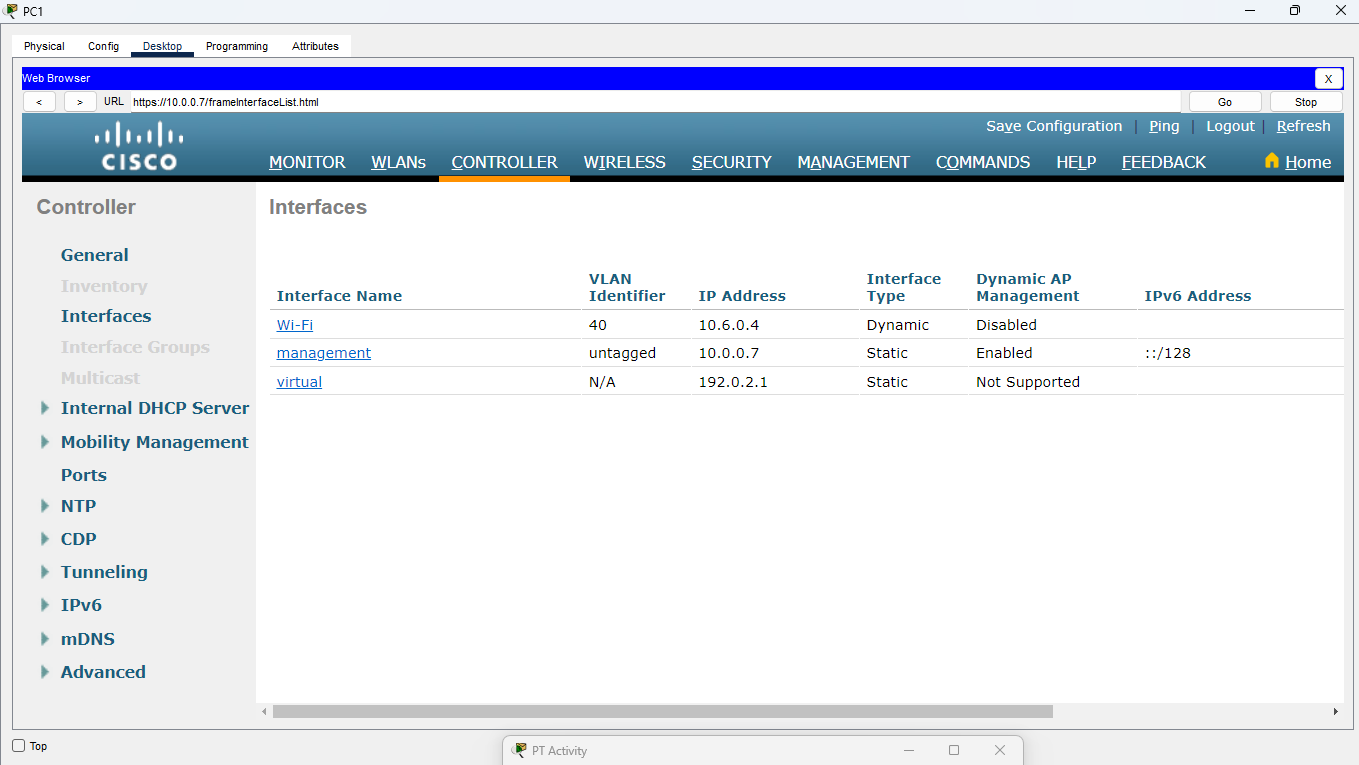 PC1
Physical Config Desktop Programming Attributes
Web Browser
X
< > URL https://10.0.0.7/frameInterfaceList.html Go Stop
Save Configuration | Ping | Logout | Refresh
CISCO
MONITOR WLANs CONTROLLER WIRELESS SECURITY MANAGEMENT COMMANDS HELP FEEDBACK Home
Controller
General
Inventory
Interfaces
Interface Groups
Multicast
Internal DHCP Server
Mobility Management
Ports
NTP
CDP
Tunneling
IPv6
mDNS
Advanced
Interfaces
Interface Name VLAN Identifier IP Address Interface Type Dynamic AP Management IPv6 Address
Wi-Fi 40 10.6.0.4 Dynamic Disabled
management untagged 10.0.0.7 Static Enabled ::/128
virtual N/A 192.0.2.1 Static Not Supported
Top
PT Activity